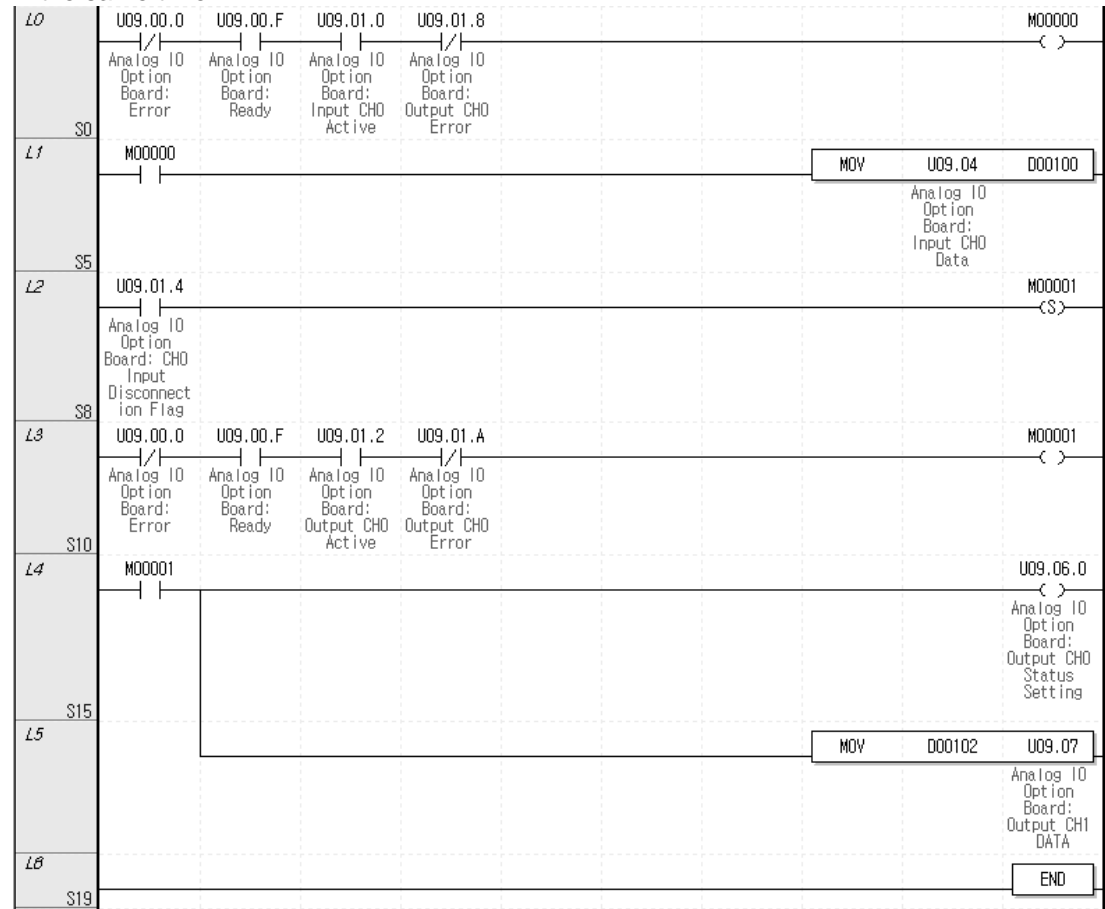 L0 U09.00.0 U09.00.F U09.01.0 U09.01.8 M00000
Analog IO Analog IO Analog IO Analog IO
Option Option Option Option
Board: Board: Board: Board:
Error Ready Input CH0 Output CH0
S0 Active Error
L1 M00000
MOV U09.04 D00100
Analog IO
Option
Board:
Input CH0
S5 Data
L2 U09.01.4 M00001
(S)
Analog IO
Option
Board: CH0
Input
Disconnect
S8 ion Flag
L3 U09.00.0 U09.00.F U09.01.2 U09.01.A M00001
Analog IO Analog IO Analog IO Analog IO
Option Option Option Option
Board: Board: Board: Board:
Error Ready Output CH0 Output CH0
S10 Active Error
L4 M00001 U09.06.0
Analog IO
Option
Board:
Output CH0
Status
Setting
S15
L5
MOV D00102 U09.07
Analog IO
Option
Board:
Output CH1
DATA
L6
END
S19